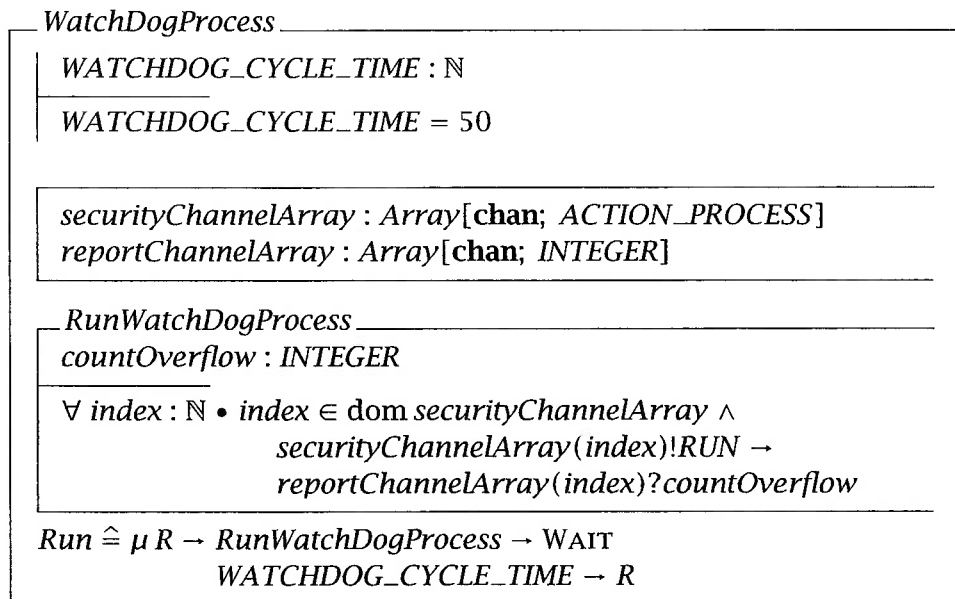 WatchDogProcess
WATCHDOG_CYCLE_TIME : ℕ
WATCHDOG_CYCLE_TIME = 50
securityChannelArray : Array[chan; ACTION_PROCESS]
reportChannelArray : Array[chan; INTEGER]
RunWatchDogProcess
countOverflow : INTEGER
∀ index : ℕ • index ∈ dom securityChannelArray ∧
securityChannelArray(index)!RUN →
reportChannelArray(index)?countOverflow
Run ≙ μ R → RunWatchDogProcess → WAIT
WATCHDOG_CYCLE_TIME → R